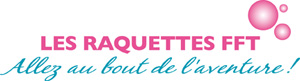 LES RAQUETTES FFT
Allez au bout de l'aventure !